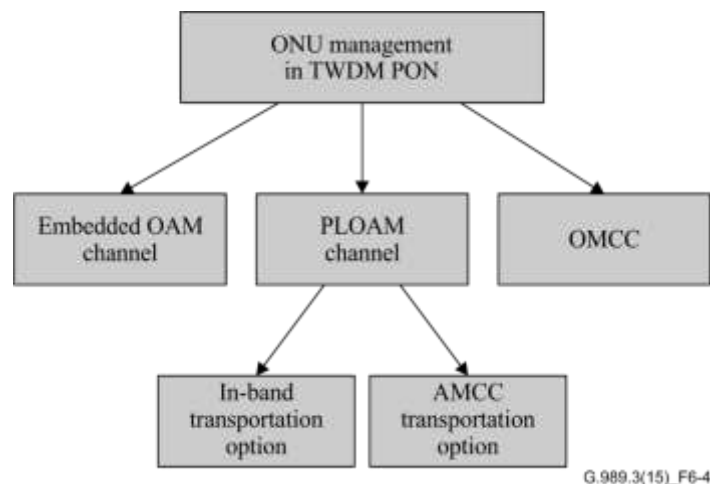 ONU management
in TWDM PON
Embedded OAM
channel
PLOAM
channel
OMCC
In-band
transportation
option
AMCC
transportation
option
G.989.3(15)_F6-4